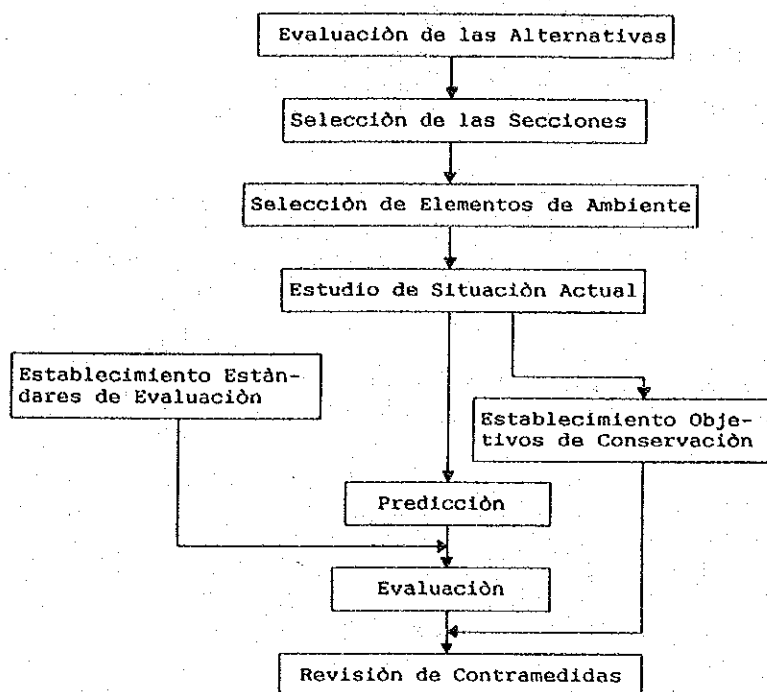 Evaluaciòn de las Alternativas
Selecciòn de las Secciones
Selecciòn de Elementos de Ambiente
Estudio de Situaciòn Actual
Establecimiento Estàn-
dares de Evaluaciòn
Establecimiento Obje-
tivos de Conservaciòn
Predicciòn
Evaluaciòn
Revisiòn de Contramedidas